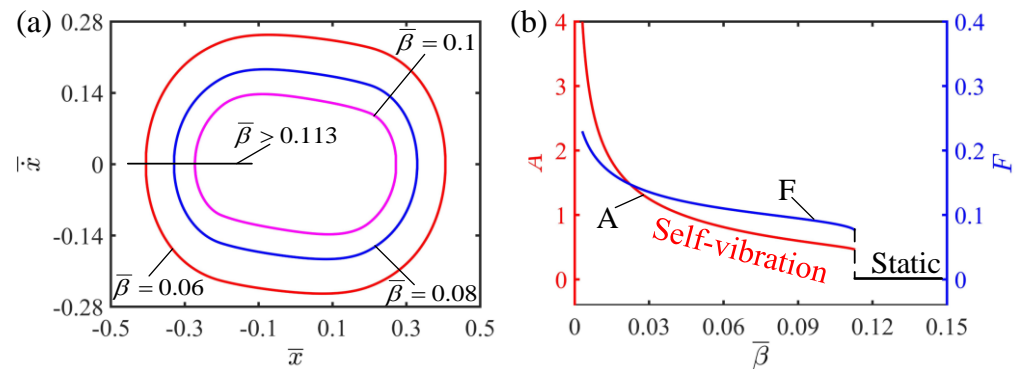 (a)
0.28
0.14
0
-0.14
-0.28
-0.5
-0.3
-0.1
0.1
0.3
0.5
ẋ̅
x̅
β̅ = 0.1
β̅ > 0.113
β̅ = 0.06
β̅ = 0.08
(b)
4
3
2
1
0
A
0.4
0.3
0.2
0.1
0
F
0
0.03
0.06
0.09
0.12
0.15
β̅
A
F
Self-vibration
Static